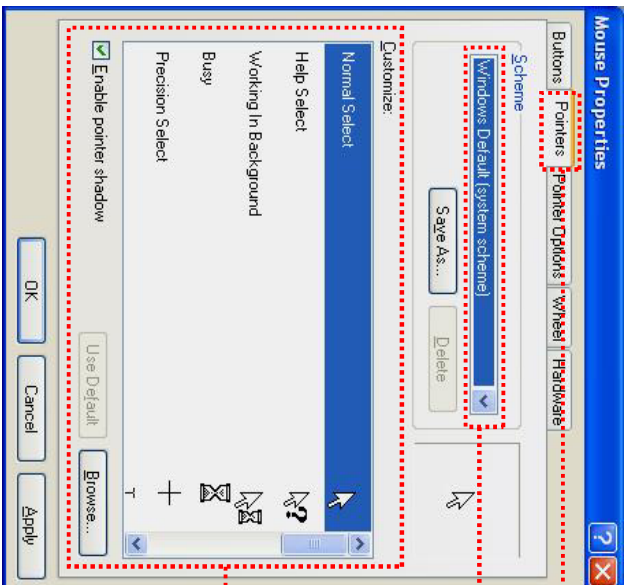 Mouse Properties
Buttons
Pointers
Pointer Options
Wheel
Hardware
Scheme
Windows Default (system scheme)
Save As...
Delete
Customize:
Normal Select
Help Select
Working In Background
Busy
Precision Select
Enable pointer shadow
Use Default
Browse...
OK
Cancel
Apply